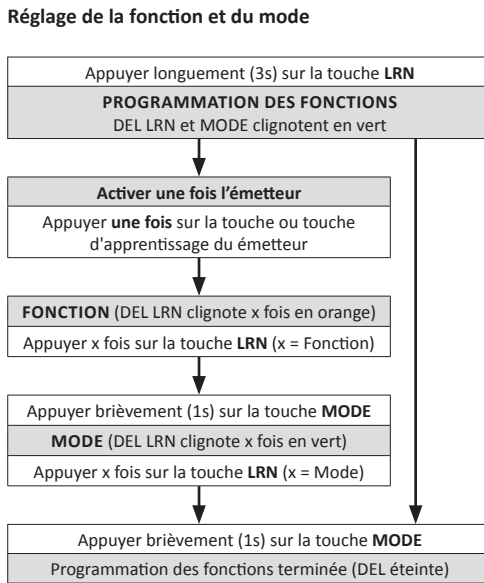 Réglage de la fonction et du mode
Appuyer longuement (3s) sur la touche LRN
PROGRAMMATION DES FONCTIONS
DEL LRN et MODE clignotent en vert
Activer une fois l'émetteur
Appuyer une fois sur la touche ou touche
d'apprentissage du émetteur
FONCTION (DEL LRN clignote x fois en orange)
Appuyer x fois sur la touche LRN (x = Fonction)
Appuyer brièvement (1s) sur la touche MODE
MODE (DEL LRN clignote x fois en vert)
Appuyer x fois sur la touche LRN (x = Mode)
Appuyer brièvement (1s) sur la touche MODE
Programmation des fonctions terminée (DEL éteinte)